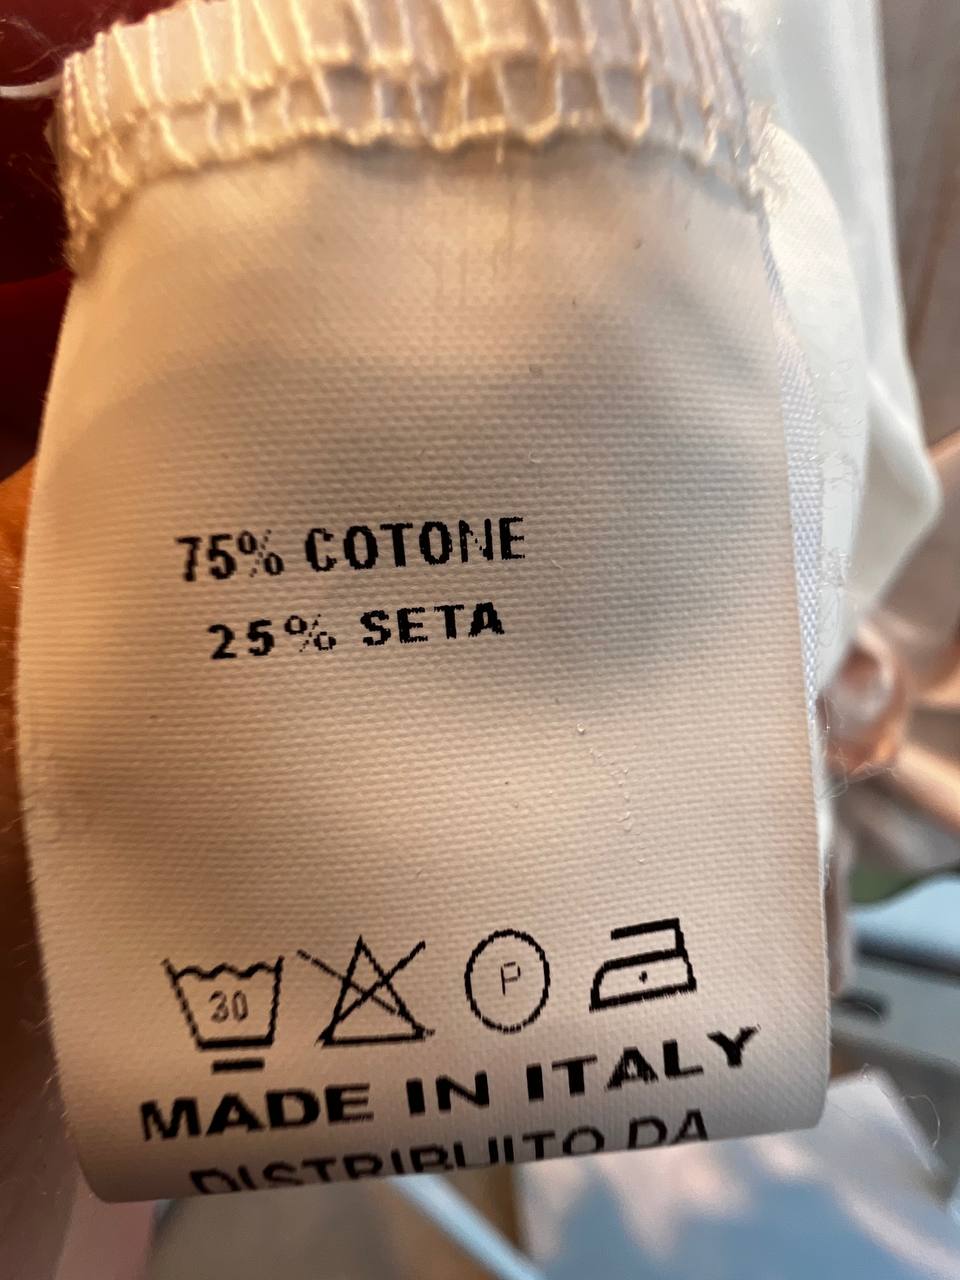 75% COTONE
25% SETA
30
P
MADE IN ITALY
DISTRIBUITO DA